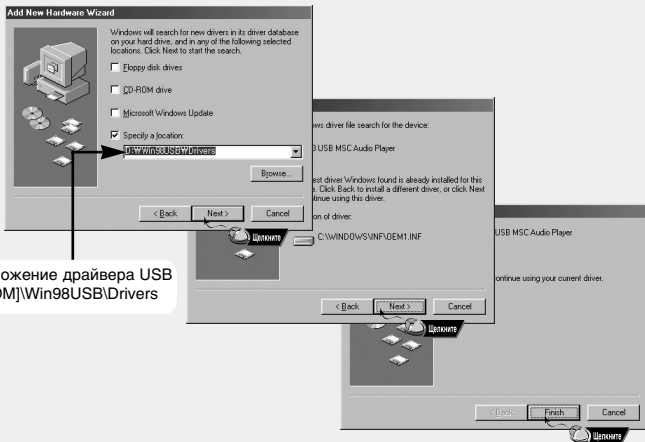 Add New Hardware Wizard
Windows will search for new drivers in its driver database
on your hard drive, and in any of the following selected
locations. Click Next to start the search.
Floppy disk drives
CD-ROM drive
Microsoft Windows Update
Specify a location:
D:₩Win98USB₩Drivers
Browse...
< Back
Next >
Cancel
Щелкните
ожение драйвера USB
OM]\Win98USB\Drivers
ows driver file search for the device:
3 USB MSC Audio Player
est driver Windows found is already installed for this
e. Click Back to install a different driver, or click Next
ntinue using this driver.
on of driver:
C:\WINDOWS\INF\OEM1.INF
< Back
Next >
Cancel
Щелкните
USB MSC Audio Player
ontinue using your current driver.
< Back
Finish
Cancel
Щелкните